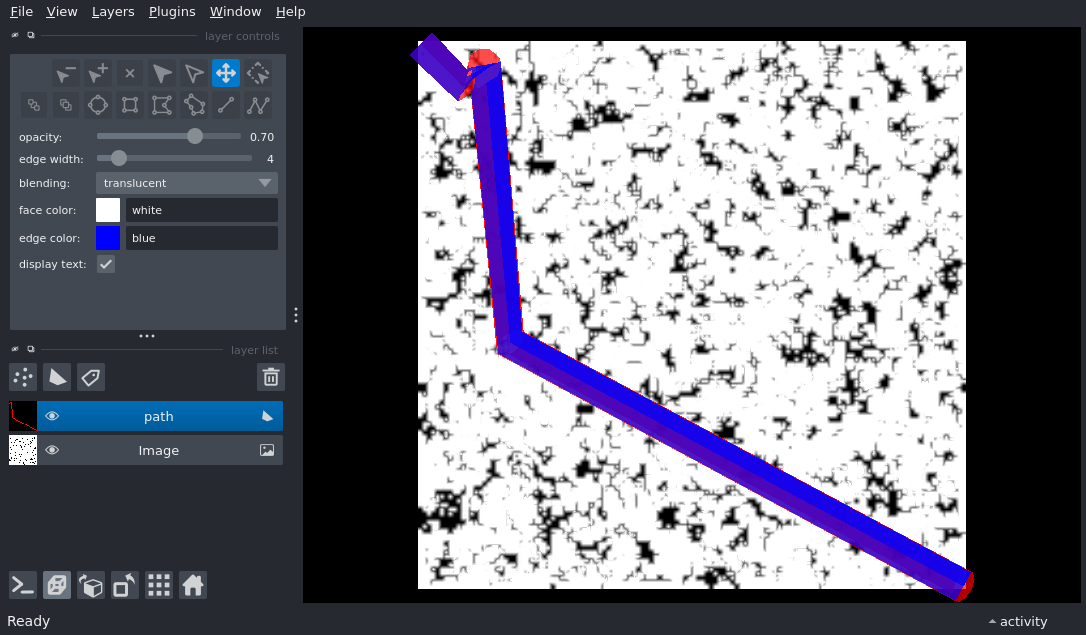 File View Layers Plugins Window Help
layer controls
opacity: 0.70
edge width: 4
blending: translucent
face color: white
edge color: blue
display text:
layer list
path
Image
Ready
activity